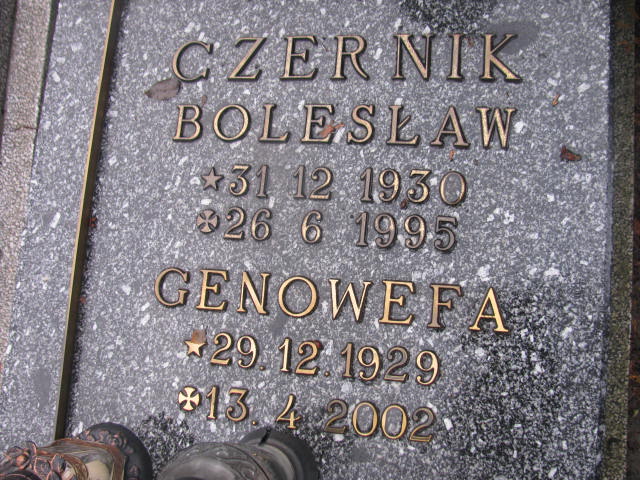 CZERNIK
BOLESŁAW
31 12 1930
26 6 1995
GENOWEFA
29.12.1929
13.4.2002